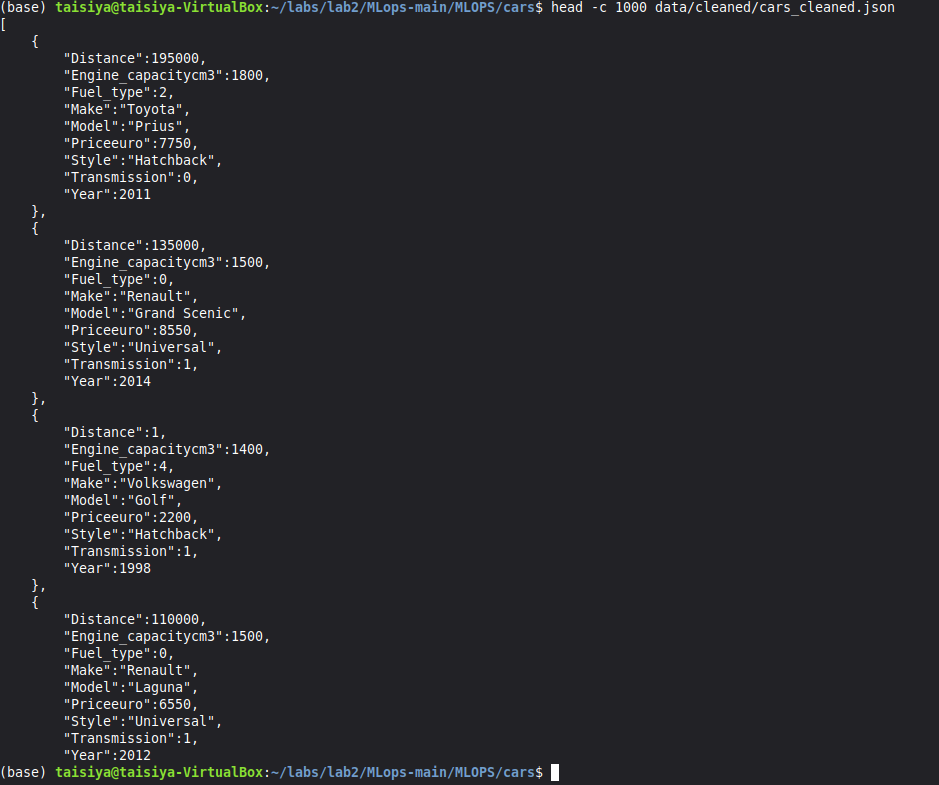 (base) taisiya@taisiya-VirtualBox:~/labs/lab2/MLops-main/MLOPS/cars$ head -c 1000 data/cleaned/cars_cleaned.json
[
    {
        "Distance":195000,
        "Engine_capacitycm3":1800,
        "Fuel_type":2,
        "Make":"Toyota",
        "Model":"Prius",
        "Priceeuro":7750,
        "Style":"Hatchback",
        "Transmission":0,
        "Year":2011
    },
    {
        "Distance":135000,
        "Engine_capacitycm3":1500,
        "Fuel_type":0,
        "Make":"Renault",
        "Model":"Grand Scenic",
        "Priceeuro":8550,
        "Style":"Universal",
        "Transmission":1,
        "Year":2014
    },
    {
        "Distance":1,
        "Engine_capacitycm3":1400,
        "Fuel_type":4,
        "Make":"Volkswagen",
        "Model":"Golf",
        "Priceeuro":2200,
        "Style":"Hatchback",
        "Transmission":1,
        "Year":1998
    },
    {
        "Distance":110000,
        "Engine_capacitycm3":1500,
        "Fuel_type":0,
        "Make":"Renault",
        "Model":"Laguna",
        "Priceeuro":6550,
        "Style":"Universal",
        "Transmission":1,
        "Year":2012
(base) taisiya@taisiya-VirtualBox:~/labs/lab2/MLops-main/MLOPS/cars$